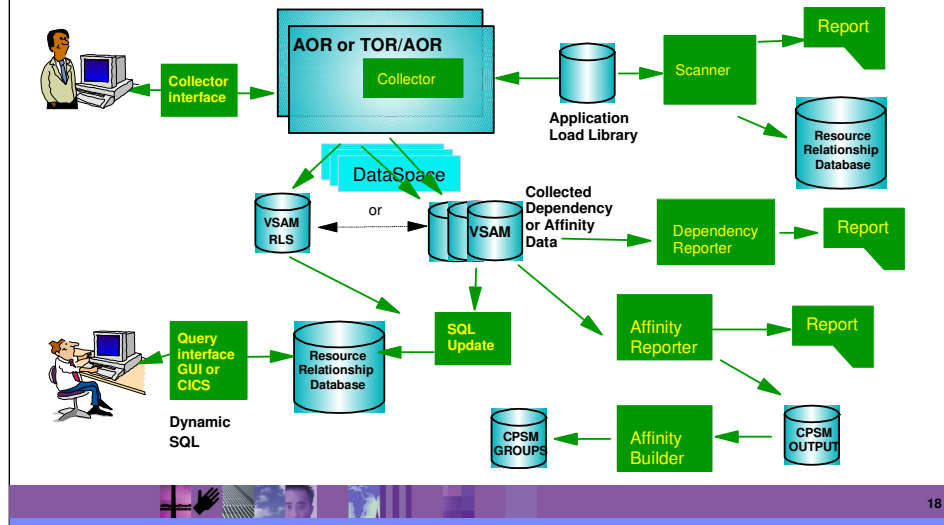 Report
AOR or TOR/AOR
Collector
Collector
interface
Scanner
Application
Load Library
Resource
Relationship
Database
DataSpace
VSAM
RLS
or
VSAM
Collected
Dependency
or Affinity
Data
Dependency
Reporter
Report
Query
interface
GUI or
CICS
Resource
Relationship
Database
SQL
Update
Affinity
Reporter
Report
Dynamic
SQL
CPSM
GROUPS
Affinity
Builder
CPSM
OUTPUT
18